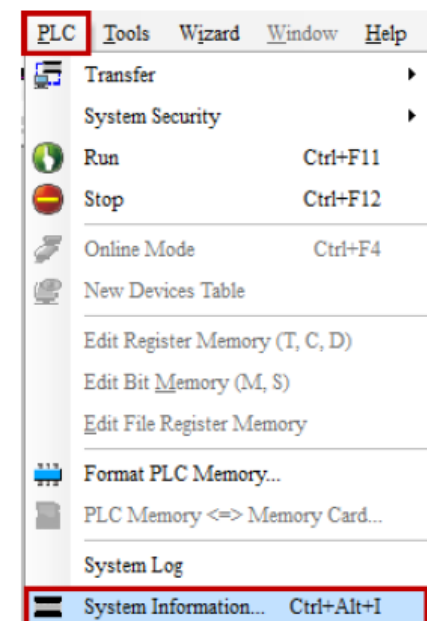 PLC Tools Wizard Window Help
Transfer
System Security
Run Ctrl+F11
Stop Ctrl+F12
Online Mode Ctrl+F4
New Devices Table
Edit Register Memory (T, C, D)
Edit Bit Memory (M, S)
Edit File Register Memory
Format PLC Memory...
PLC Memory <=> Memory Card...
System Log
System Information... Ctrl+Alt+I